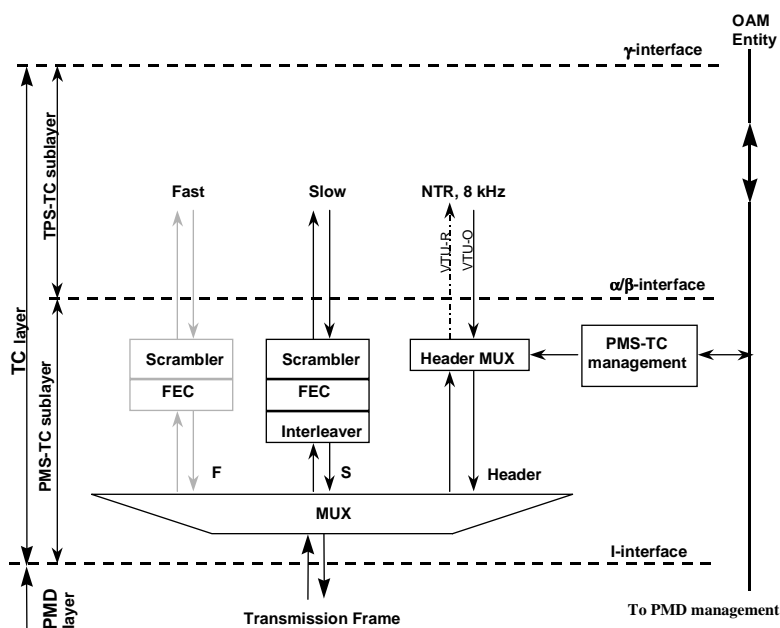 OAM
Entity
γ-interface
TPS-TC sublayer
Fast
Slow
NTR, 8 kHz
VTU-R
VTU-O
α/β-interface
TC layer
PMS-TC sublayer
Scrambler
FEC
Scrambler
FEC
Interleaver
Header MUX
PMS-TC
management
F
S
Header
MUX
I-interface
PMD
layer
Transmission Frame
To PMD management